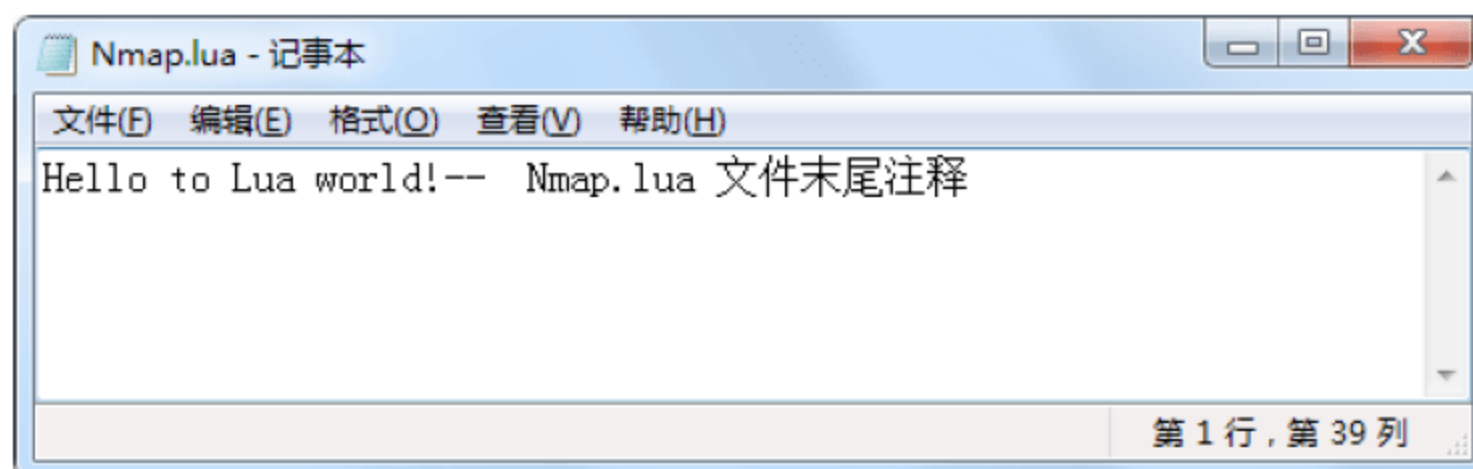 Nmap.lua - 记事本
文件(F) 编辑(E) 格式(O) 查看(V) 帮助(H)
Hello to Lua world!--  Nmap.lua 文件末尾注释
第 1 行，第 39 列